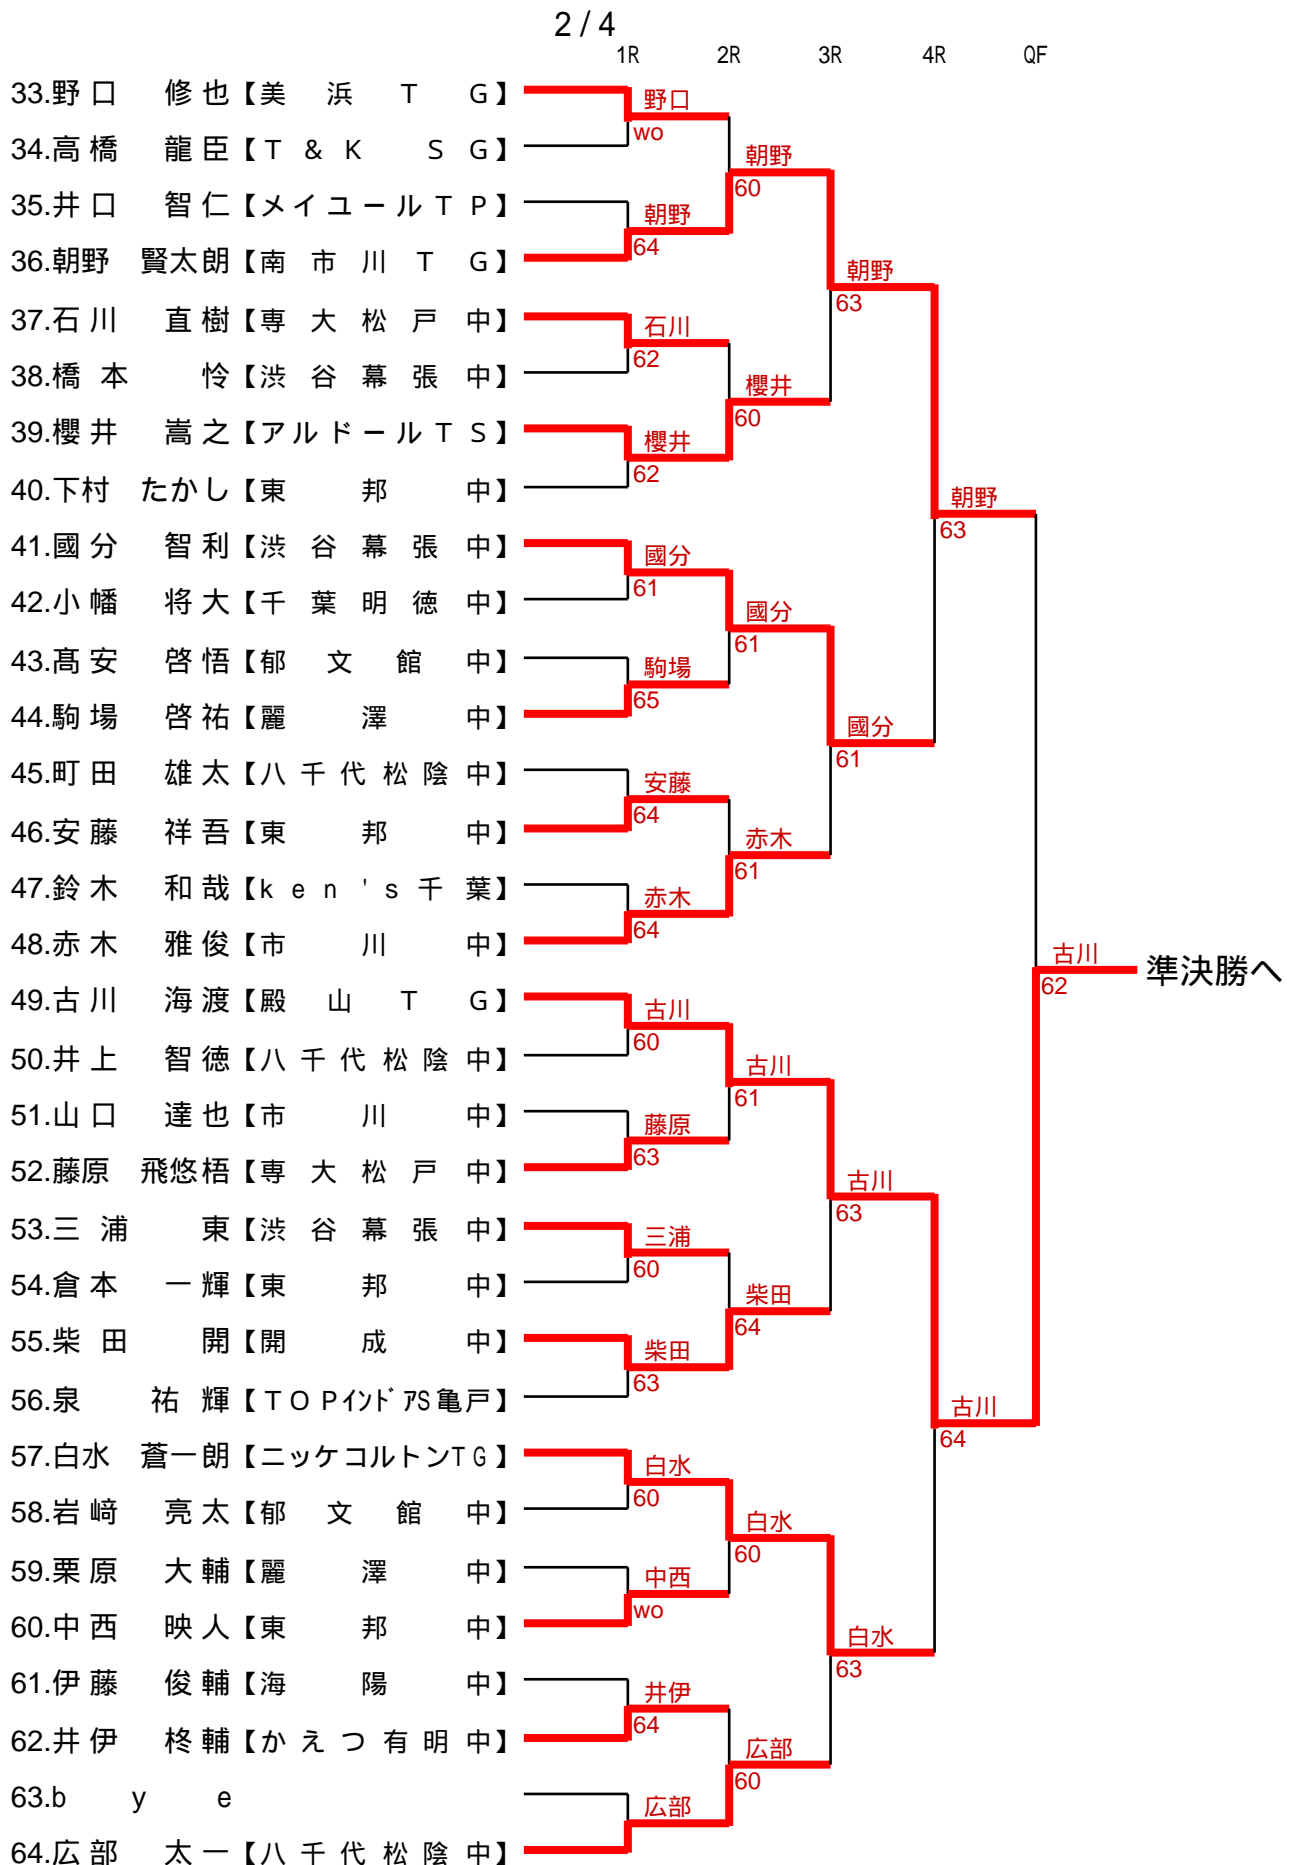 2 / 4
1R 2R 3R 4R QF
33.野口 修也【美浜TG】
野口
wo
34.高橋 龍臣【T&K SG】
朝野
60
35.井口 智仁【メイユールTP】
朝野
64
36.朝野 賢太朗【南市川TG】
朝野
63
37.石川 直樹【専大松戸中】
石川
62
38.橋本 怜【渋谷幕張中】
櫻井
60
39.櫻井 嵩之【アルドールTS】
櫻井
62
40.下村 たかし【東邦中】
朝野
63
41.國分 智利【渋谷幕張中】
國分
61
42.小幡 将大【千葉明徳中】
國分
61
43.髙安 啓悟【郁文館中】
駒場
65
44.駒場 啓祐【麗澤中】
國分
61
45.町田 雄太【八千代松陰中】
安藤
64
46.安藤 祥吾【東邦中】
赤木
61
47.鈴木 和哉【ken's千葉】
赤木
64
48.赤木 雅俊【市川中】
古川 準決勝へ
62
49.古川 海渡【殿山TG】
古川
60
50.井上 智徳【八千代松陰中】
古川
61
51.山口 達也【市川中】
藤原
63
52.藤原 飛悠梧【専大松戸中】
古川
63
53.三浦 東【渋谷幕張中】
三浦
60
54.倉本 一輝【東邦中】
柴田
64
55.柴田 開【開成中】
柴田
63
56.泉 祐輝【TOPインドアS亀戸】
古川
64
57.白水 蒼一朗【ニッケコルトンTG】
白水
60
58.岩﨑 亮太【郁文館中】
白水
60
59.栗原 大輔【麗澤中】
中西
wo
60.中西 映人【東邦中】
白水
63
61.伊藤 俊輔【海陽中】
井伊
64
62.井伊 柊輔【かえつ有明中】
広部
60
63.bye
広部
64.広部 太一【八千代松陰中】